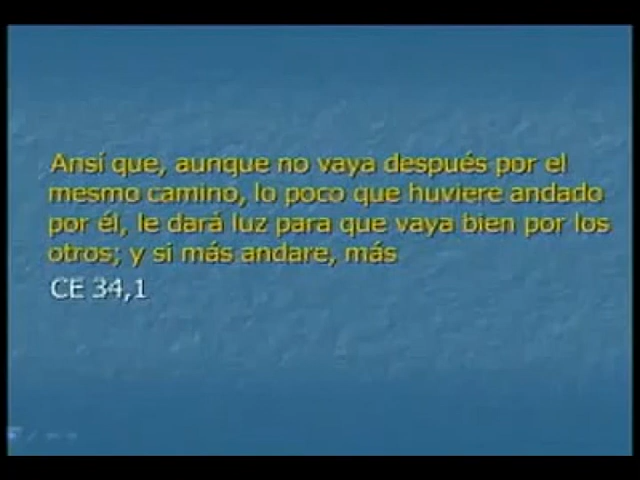 Ansí que, aunque no vaya después por el
mesmo camino, lo poco que huviere andado
por él, le dará luz para que vaya bien por los
otros; y si más andare, más
CE 34,1